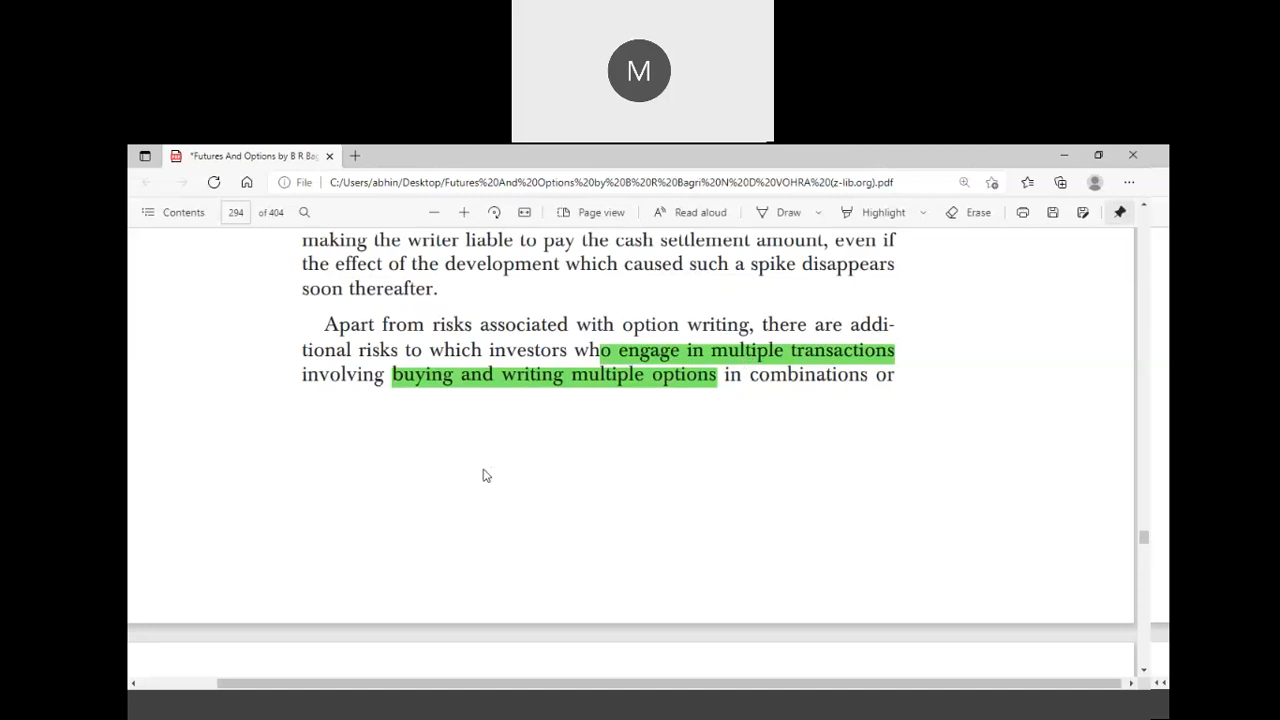 M
*Futures And Options by B R Bag
File
C:/Users/abhin/Desktop/Futures%20And%20Options%20by%20B%20R%20Bagri%20N%20D%20VOHRA%20(z-lib.org).pdf
Contents
294 of 404
Page view
Read aloud
Draw
Highlight
Erase
making the writer liable to pay the cash settlement amount, even if
the effect of the development which caused such a spike disappears
soon thereafter.
Apart from risks associated with option writing, there are addi-
tional risks to which investors who engage in multiple transactions
involving buying and writing multiple options in combinations or